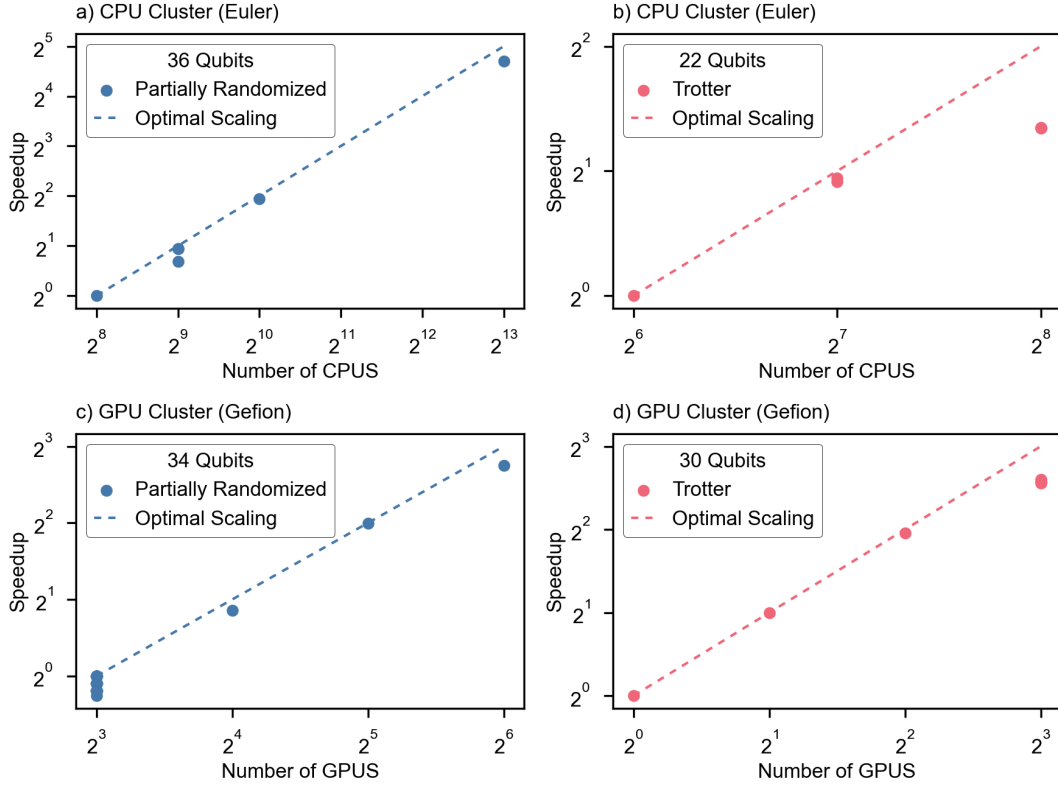 a) CPU Cluster (Euler)
36 Qubits
Partially Randomized
Optimal Scaling
Speedup
2^5
2^4
2^3
2^2
2^1
2^0
2^8
2^9
2^10
2^11
2^12
2^13
Number of CPUS
b) CPU Cluster (Euler)
22 Qubits
Trotter
Optimal Scaling
Speedup
2^2
2^1
2^0
2^6
2^7
2^8
Number of CPUS
c) GPU Cluster (Gefion)
34 Qubits
Partially Randomized
Optimal Scaling
Speedup
2^3
2^2
2^1
2^0
2^3
2^4
2^5
2^6
Number of GPUS
d) GPU Cluster (Gefion)
30 Qubits
Trotter
Optimal Scaling
Speedup
2^3
2^2
2^1
2^0
2^0
2^1
2^2
2^3
Number of GPUS